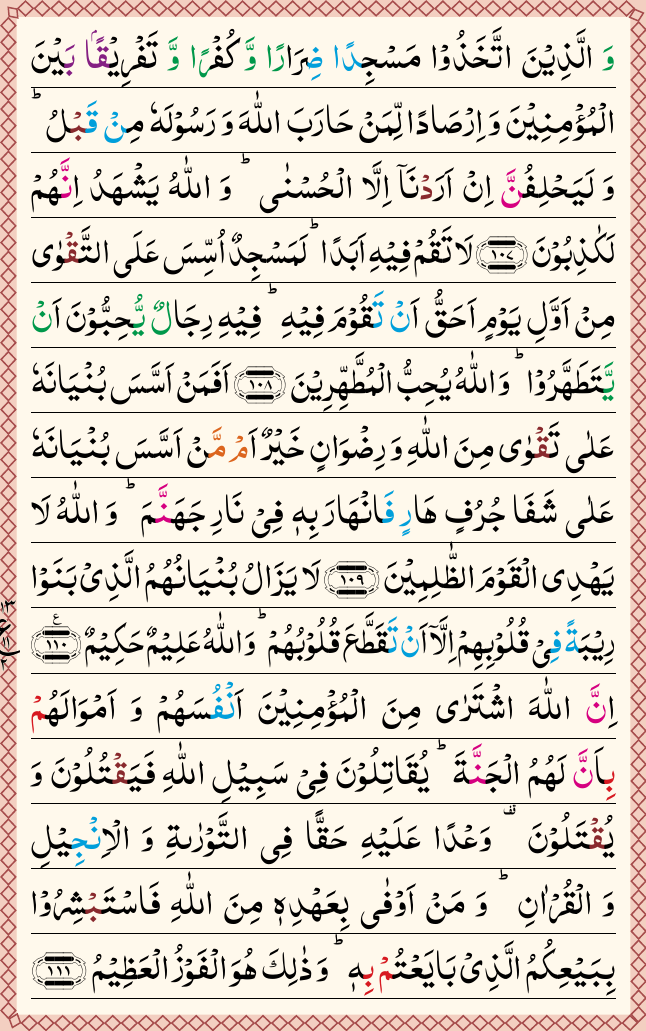 وَ الَّذِيْنَ اتَّخَذُوْا مَسْجِدًا ضِرَارًا وَّ كُفْرًا وَّ تَفْرِيْقًۢا بَيْنَ
الْمُؤْمِنِيْنَ وَ اِرْصَادًا لِّمَنْ حَارَبَ اللّٰهَ وَ رَسُوْلَهٗ مِنْ قَبْلُ ؕ
وَ لَيَحْلِفُنَّ اِنْ اَرَدْنَاۤ اِلَّا الْحُسْنٰى ؕ وَ اللّٰهُ يَشْهَدُ اِنَّهُمْ
لَكٰذِبُوْنَ ﴿۱۰۷﴾ لَا تَقُمْ فِيْهِ اَبَدًا ؕ لَمَسْجِدٌ اُسِّسَ عَلَى التَّقْوٰى
مِنْ اَوَّلِ يَوْمٍ اَحَقُّ اَنْ تَقُوْمَ فِيْهِ ؕ فِيْهِ رِجَالٌ يُّحِبُّوْنَ اَنْ
يَّتَطَهَّرُوْا ؕ وَ اللّٰهُ يُحِبُّ الْمُطَّهِّرِيْنَ ﴿۱۰۸﴾ اَفَمَنْ اَسَّسَ بُنْيَانَهٗ
عَلٰى تَقْوٰى مِنَ اللّٰهِ وَ رِضْوَانٍ خَيْرٌ اَمْ مَّنْ اَسَّسَ بُنْيَانَهٗ
عَلٰى شَفَا جُرُفٍ هَارٍ فَانْهَارَ بِهٖ فِيْ نَارِ جَهَنَّمَ ؕ وَ اللّٰهُ لَا
يَهْدِى الْقَوْمَ الظّٰلِمِيْنَ ﴿۱۰۹﴾ لَا يَزَالُ بُنْيَانُهُمُ الَّذِيْ بَنَوْا
رِيْبَةً فِيْ قُلُوْبِهِمْ اِلَّاۤ اَنْ تَقَطَّعَ قُلُوْبُهُمْ ؕ وَ اللّٰهُ عَلِيْمٌ حَكِيْمٌ ﴿۱۱۰﴾ ع
اِنَّ اللّٰهَ اشْتَرٰى مِنَ الْمُؤْمِنِيْنَ اَنْفُسَهُمْ وَ اَمْوَالَهُمْ
بِاَنَّ لَهُمُ الْجَنَّةَ ؕ يُقَاتِلُوْنَ فِيْ سَبِيْلِ اللّٰهِ فَيَقْتُلُوْنَ وَ
يُقْتَلُوْنَ قف وَعْدًا عَلَيْهِ حَقًّا فِى التَّوْرٰىةِ وَ الْاِنْجِيْلِ
وَ الْقُرْاٰنِ ؕ وَ مَنْ اَوْفٰى بِعَهْدِهٖ مِنَ اللّٰهِ فَاسْتَبْشِرُوْا
بِبَيْعِكُمُ الَّذِيْ بَايَعْتُمْ بِهٖ ؕ وَ ذٰلِكَ هُوَ الْفَوْزُ الْعَظِيْمُ ﴿۱۱۱﴾